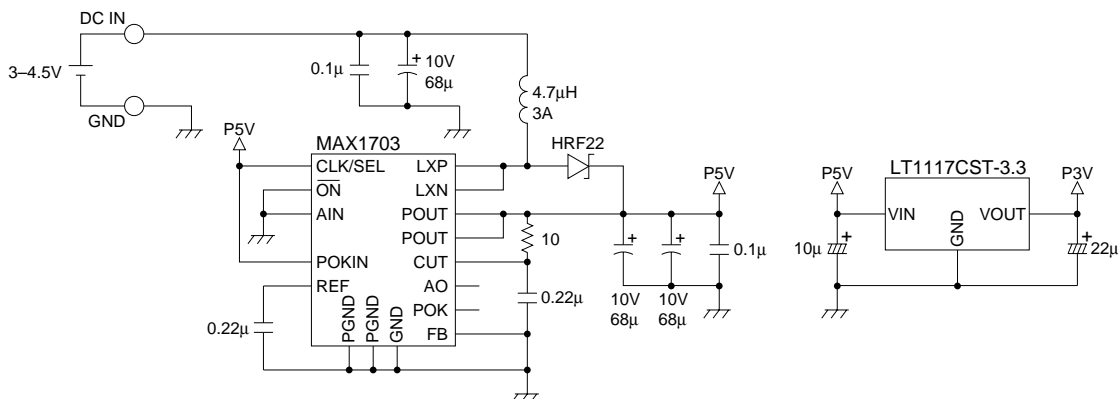 DC IN
3–4.5V
GND
0.1μ
10V
68μ
4.7μH
3A
P5V
MAX1703
HRF22
CLK/SEL
LXP
ON
LXN
AIN
POUT
POUT
10
POKIN
CUT
REF
AO
0.22μ
POK
0.22μ
PGND
PGND
GND
FB
P5V
0.1μ
10V
68μ
10V
68μ
P5V
LT1117CST-3.3
P3V
VIN
GND
VOUT
10μ
22μ